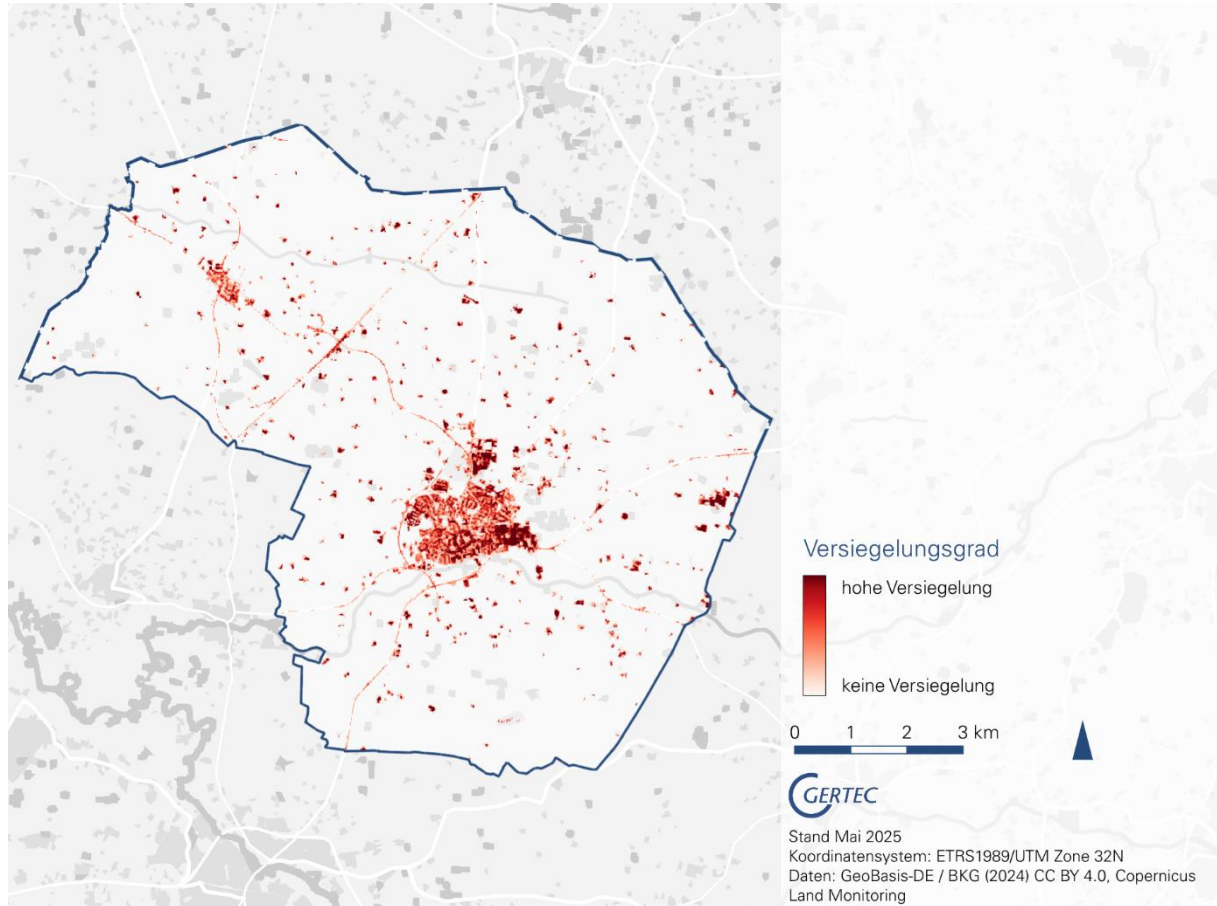 Versiegelungsgrad
hohe Versiegelung
keine Versiegelung
0 1 2 3 km
GERTEC
Stand Mai 2025
Koordinatensystem: ETRS1989/UTM Zone 32N
Daten: GeoBasis-DE / BKG (2024) CC BY 4.0, Copernicus
Land Monitoring